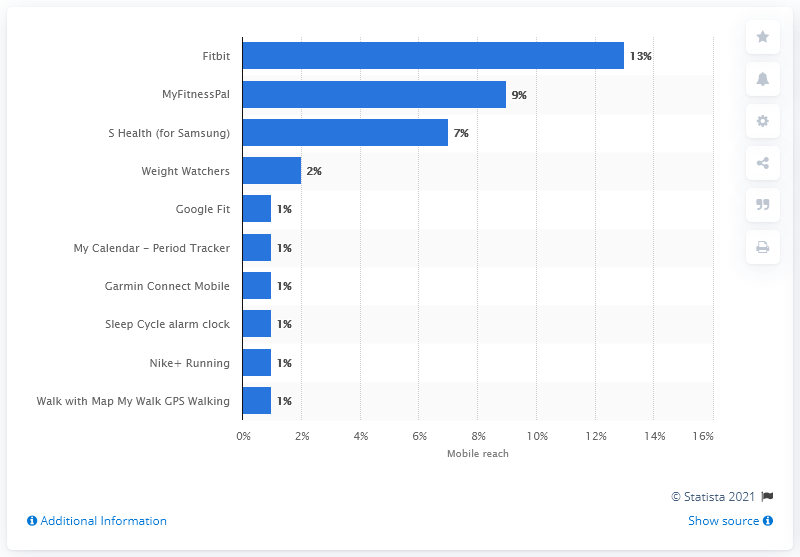 Fitbit 13%
MyFitnessPal 9%
S Health (for Samsung) 7%
Weight Watchers 2%
Google Fit 1%
My Calendar – Period Tracker 1%
Garmin Connect Mobile 1%
Sleep Cycle alarm clock 1%
Nike+ Running 1%
Walk with Map My Walk GPS Walking 1%
0% 2% 4% 6% 8% 10% 12% 14% 16%
Mobile reach
© Statista 2021
Additional Information Show source